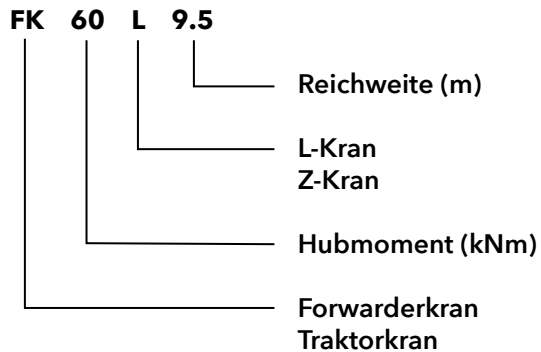 FK 60 L 9.5
Reichweite (m)
L-Kran
Z-Kran
Hubmoment (kNm)
Forwarderkran
Traktorkran